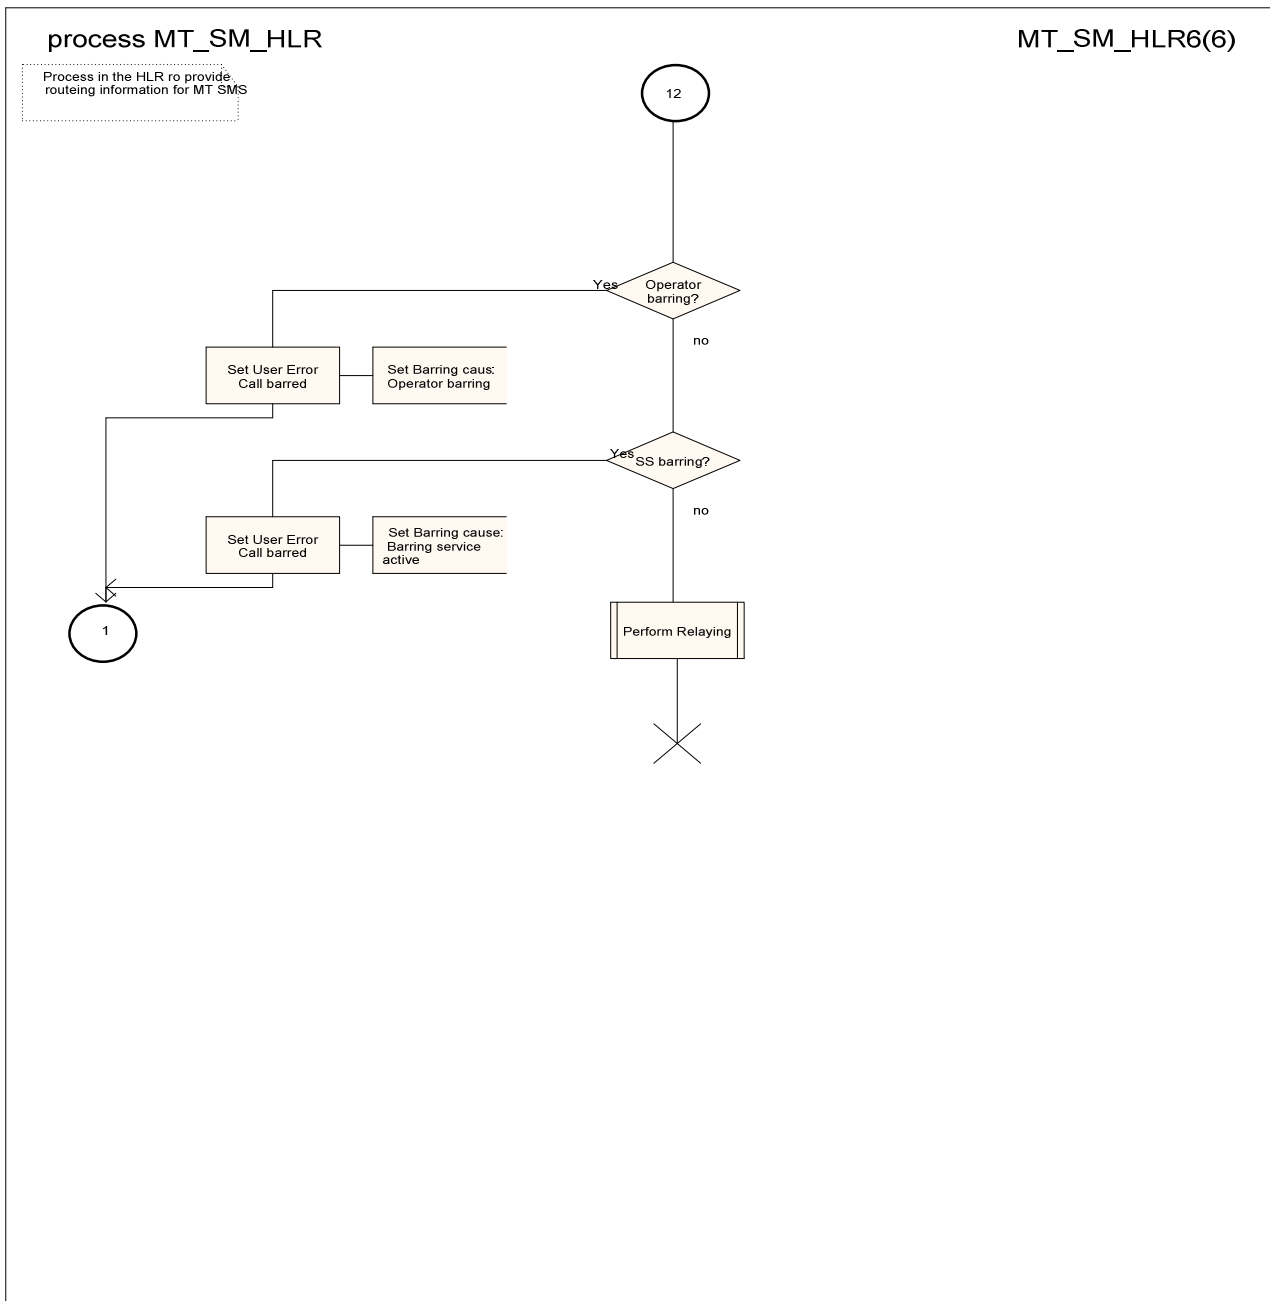 process MT_SM_HLR
MT_SM_HLR6(6)
Process in the HLR ro provide
routeing information for MT SMS
12
Yes
Operator
barring?
no
Set User Error
Call barred
Set Barring caus:
Operator barring
Yes
SS barring?
no
Set User Error
Call barred
Set Barring cause:
Barring service
active
1
Perform Relaying